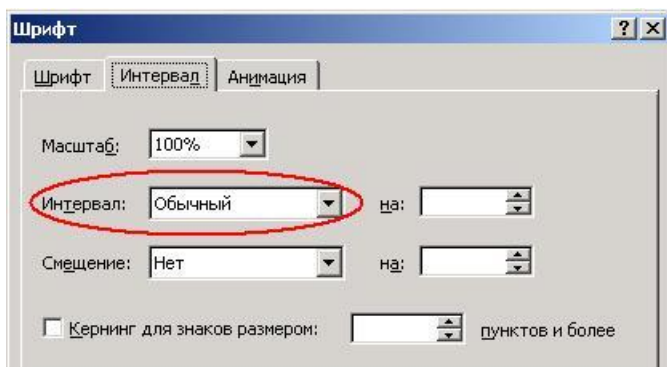 Шрифт
Шрифт Интервал Анимация
Масштаб: 100%
Интервал: Обычный на:
Смещение: Нет на:
Кернинг для знаков размером: пунктов и более